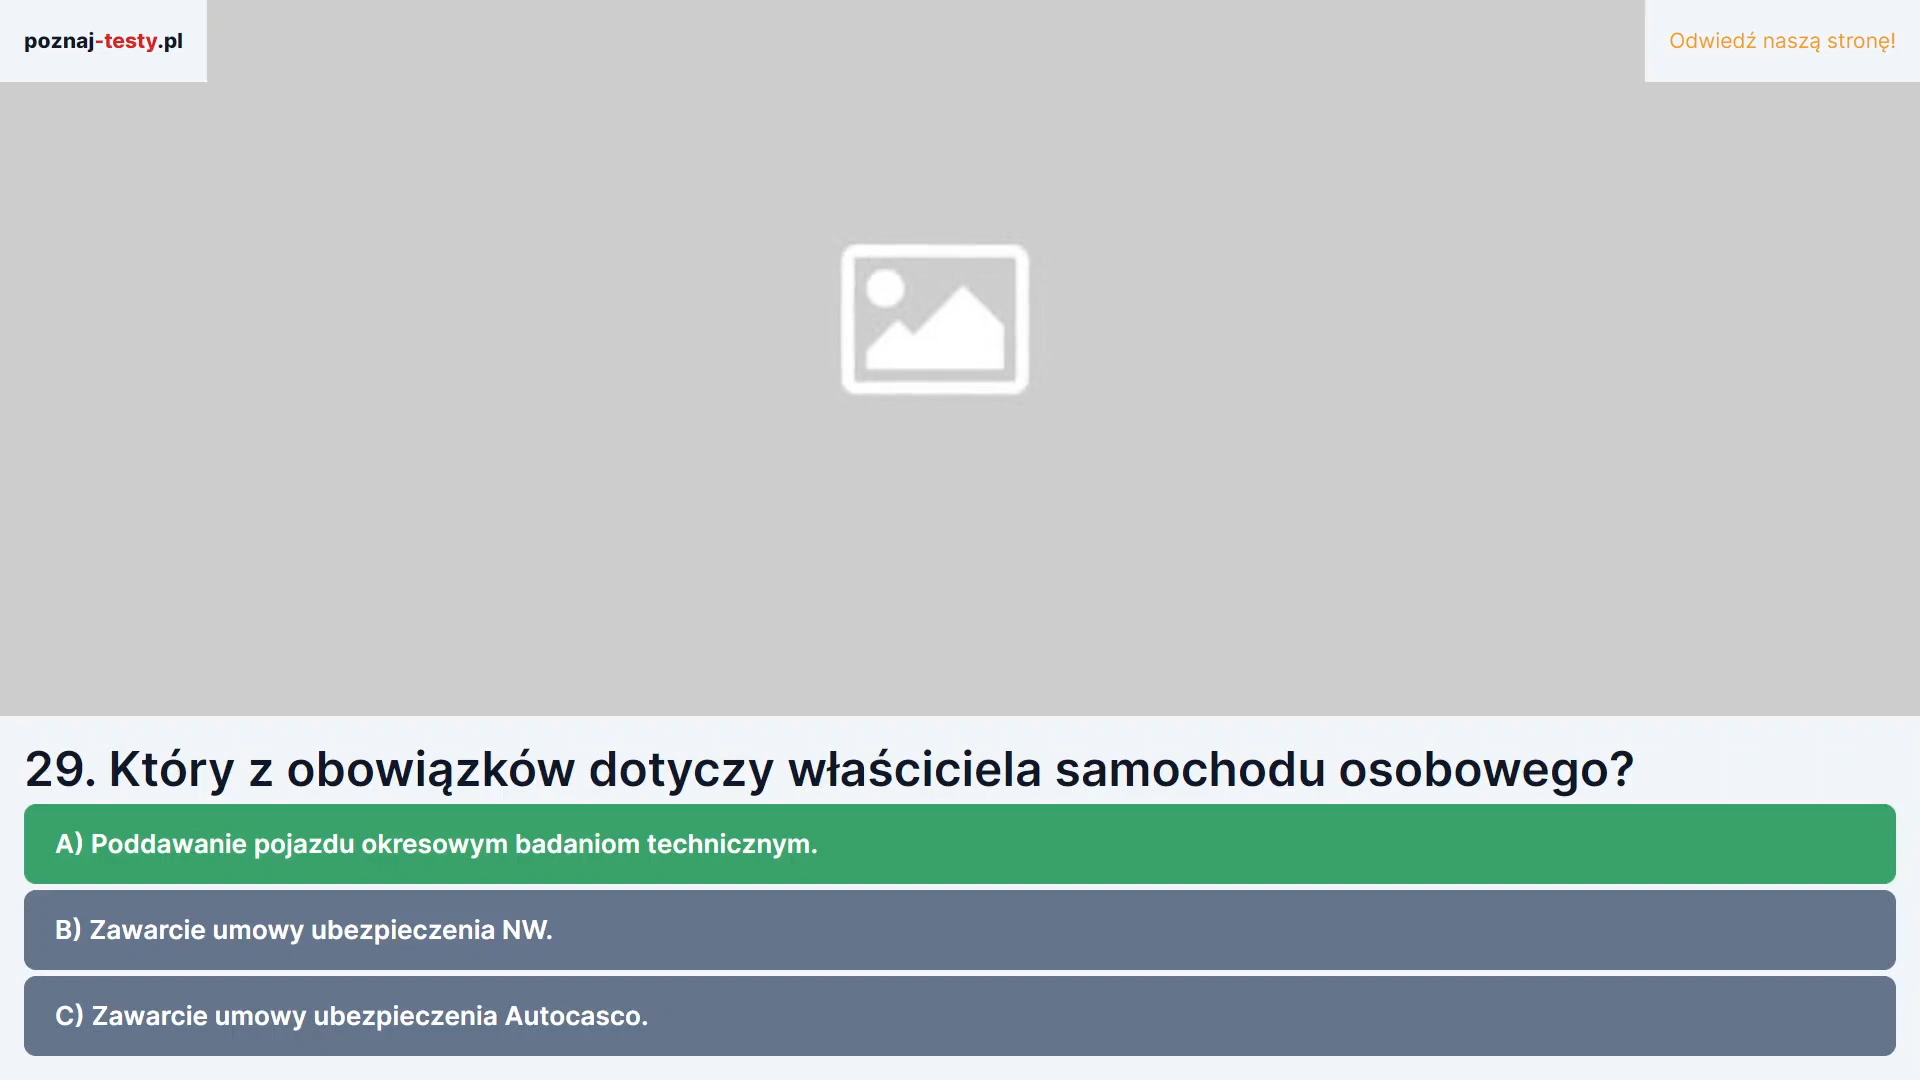 poznaj-testy.pl
Odwiedź naszą stronę!
29. Który z obowiązków dotyczy właściciela samochodu osobowego?
A) Poddawanie pojazdu okresowym badaniom technicznym.
B) Zawarcie umowy ubezpieczenia NW.
C) Zawarcie umowy ubezpieczenia Autocasco.